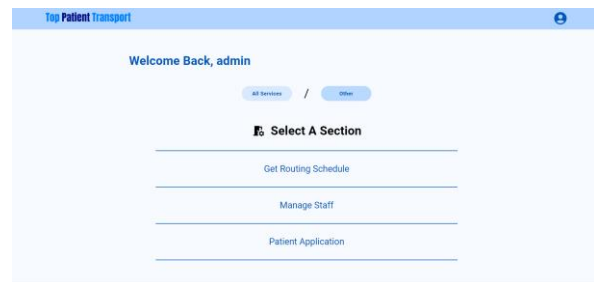 Top Patient Transport
Welcome Back, admin
All Services / Other
Select A Section
Get Routing Schedule
Manage Staff
Patient Application